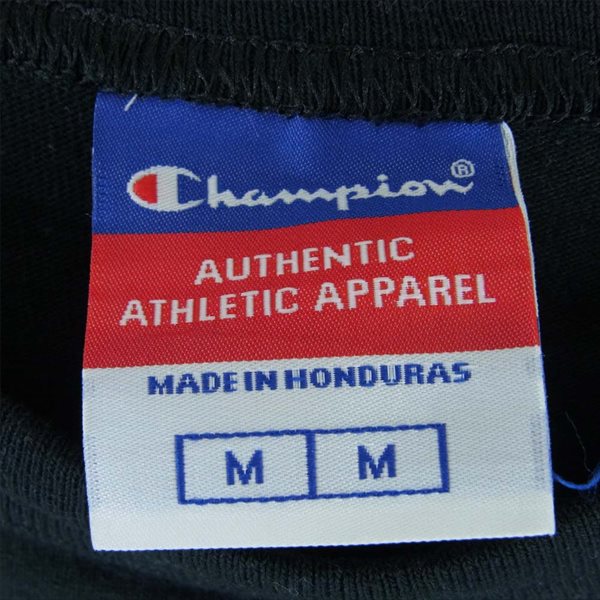 Champion®
AUTHENTIC
ATHLETIC APPAREL
MADE IN HONDURAS
M M